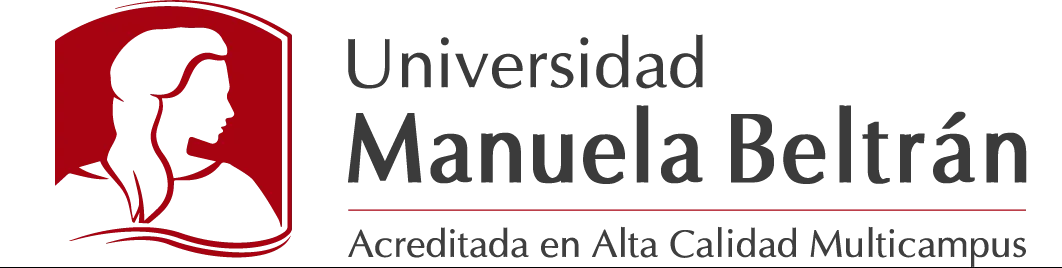 Universidad
Manuela Beltrán
Acreditada en Alta Calidad Multicampus